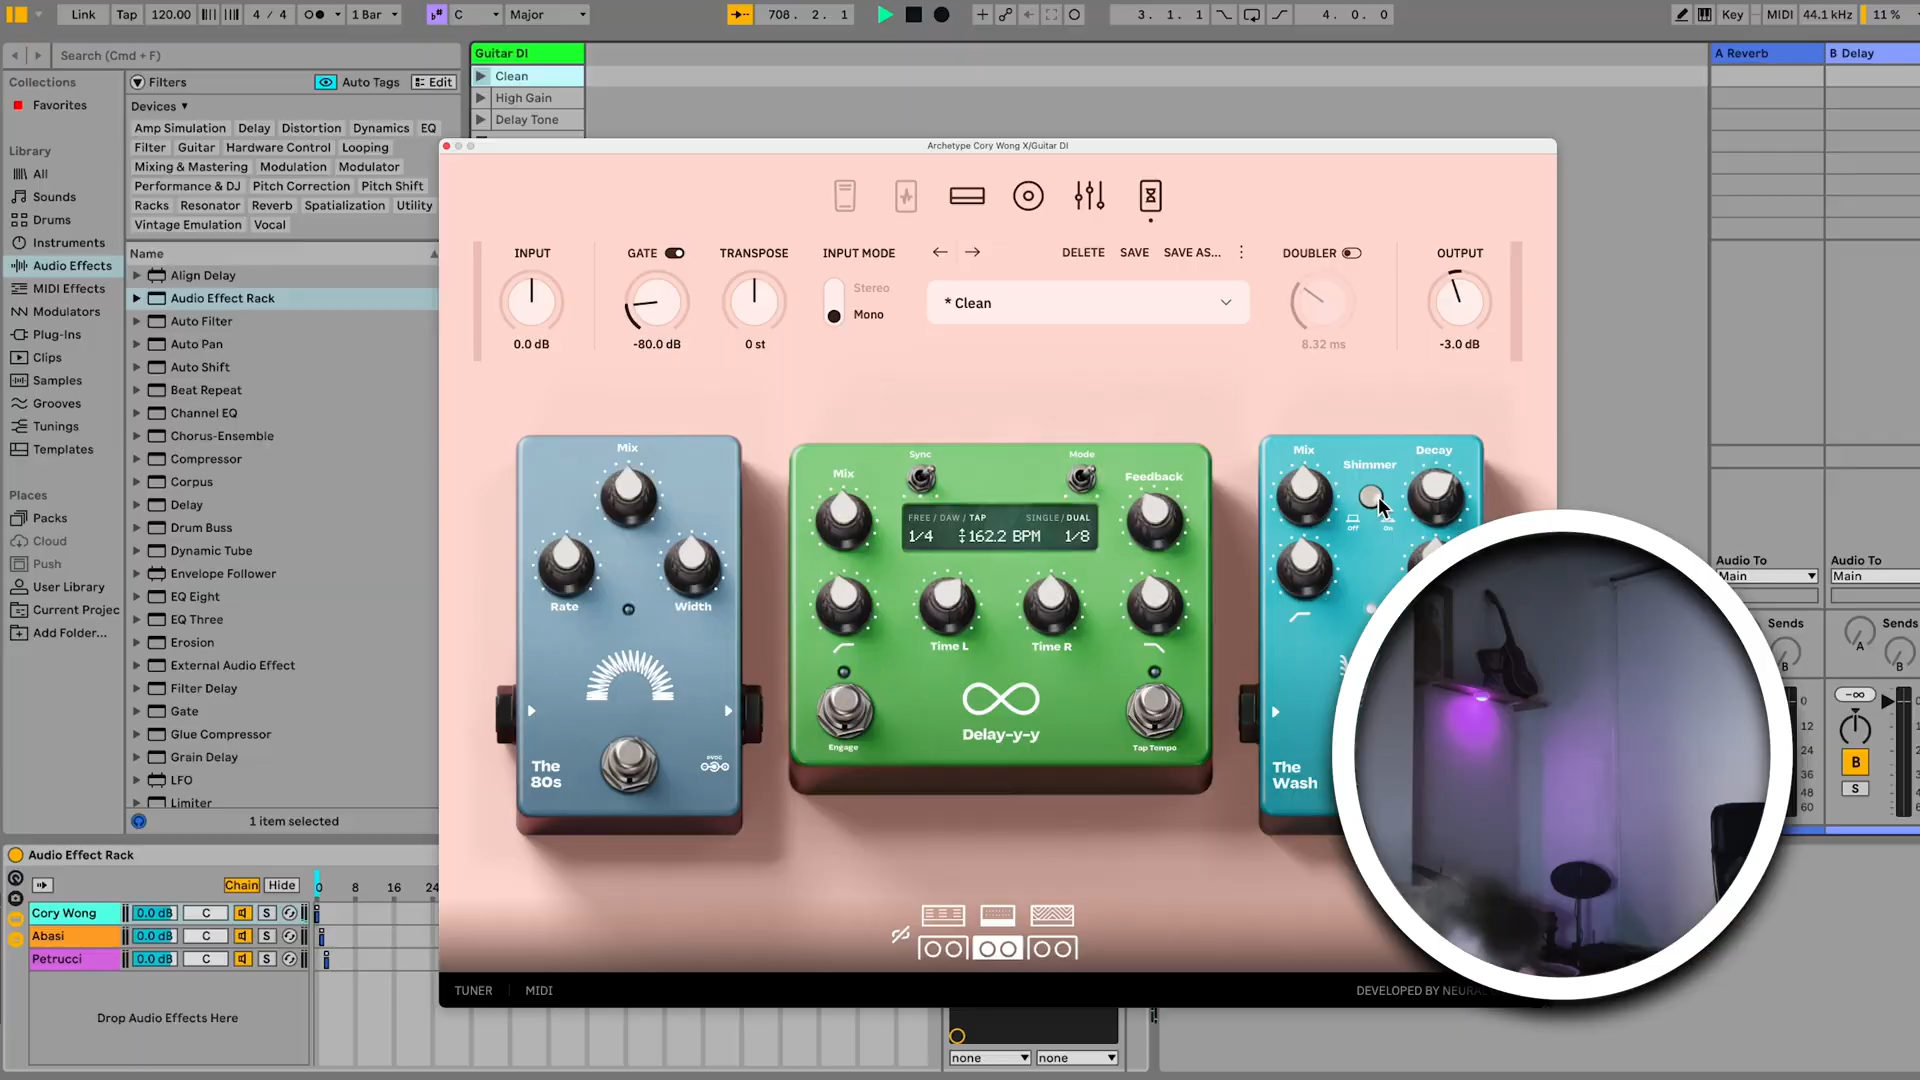 Link Tap 120.00 4 / 4 1 Bar C Major 708. 2. 1 3. 1. 1 4. 0. 0 Key MIDI 44.1 kHz 11 %
Search (Cmd + F)
Collections
Favorites
Library
All
Sounds
Drums
Instruments
Audio Effects
MIDI Effects
Modulators
Plug-Ins
Clips
Samples
Grooves
Tunings
Templates
Places
Packs
Cloud
Push
User Library
Current Projec
Add Folder...
Filters Auto Tags Edit
Devices
Amp Simulation Delay Distortion Dynamics EQ
Filter Guitar Hardware Control Looping
Mixing & Mastering Modulation Modulator
Performance & DJ Pitch Correction Pitch Shift
Racks Resonator Reverb Spatialization Utility
Vintage Emulation Vocal
Name
Align Delay
Audio Effect Rack
Auto Filter
Auto Pan
Auto Shift
Beat Repeat
Channel EQ
Chorus-Ensemble
Compressor
Corpus
Delay
Drum Buss
Dynamic Tube
Envelope Follower
EQ Eight
EQ Three
Erosion
External Audio Effect
Filter Delay
Gate
Glue Compressor
Grain Delay
LFO
Limiter
1 item selected
Guitar DI
Clean
High Gain
Delay Tone
A Reverb B Delay
Archetype Cory Wong X/Guitar DI
INPUT GATE TRANSPOSE INPUT MODE DELETE SAVE SAVE AS... DOUBLER OUTPUT
Stereo
Mono
* Clean
0.0 dB -80.0 dB 0 st 8.32 ms -3.0 dB
Mix
Rate Width
The
80s
9VDC
Sync Mode
Mix Feedback
FREE / DAW / TAP SINGLE / DUAL
1/4 162.2 BPM 1/8
Time L Time R
Delay-y-y
Engage Tap Tempo
Mix Shimmer Decay
Off On
The
Wash
TUNER MIDI DEVELOPED BY NEURA
Audio To Audio To
Main Main
Sends Sends
B A B
-∞
0 12 24 36 48 60
B
S
Audio Effect Rack
Chain Hide 0 8 16 24
Cory Wong 0.0 dB C S
Abasi 0.0 dB C S
Petrucci 0.0 dB C S
Drop Audio Effects Here
none none